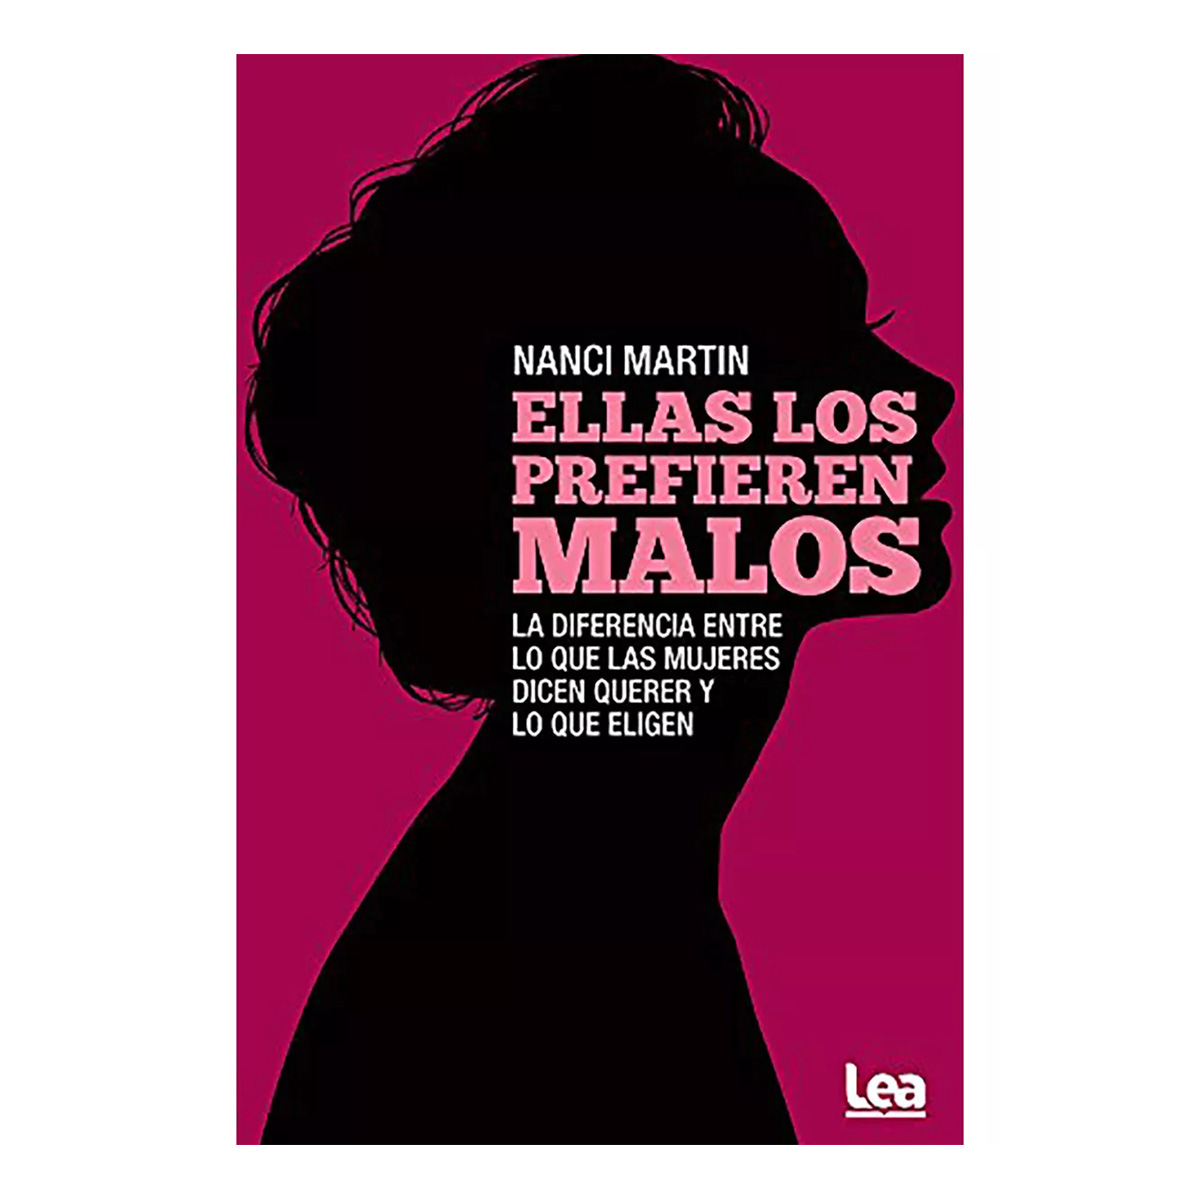 NANCI MARTIN
ELLAS LOS
PREFIEREN
MALOS
LA DIFERENCIA ENTRE
LO QUE LAS MUJERES
DICEN QUERER Y
LO QUE ELIGEN
Lea